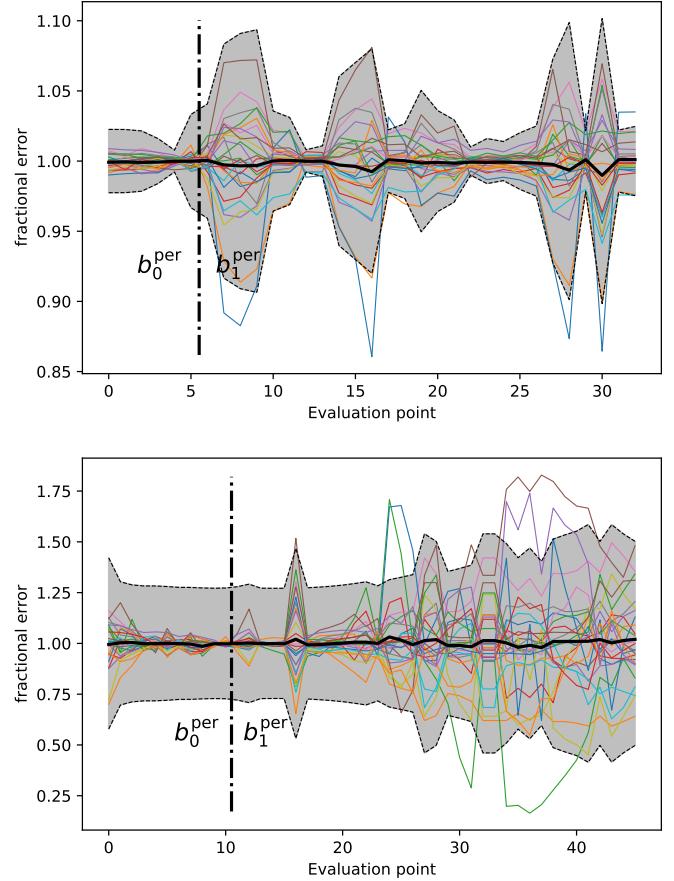 1.10
1.05
1.00
0.95
0.90
0.85
fractional error
b_0^per b_1^per
0 5 10 15 20 25 30
Evaluation point
1.75
1.50
1.25
1.00
0.75
0.50
0.25
fractional error
b_0^per b_1^per
0 10 20 30 40
Evaluation point